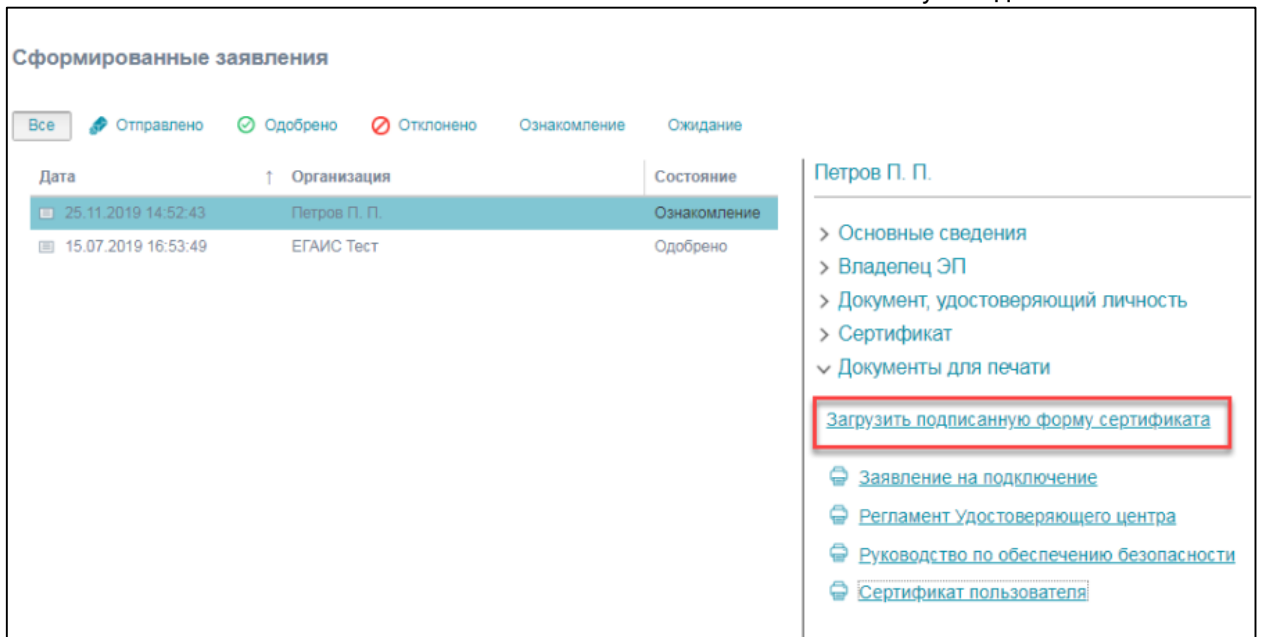 Сформированные заявления
Все Отправлено Одобрено Отклонено Ознакомление Ожидание
Дата ↑ Организация Состояние
25.11.2019 14:52:43 Петров П. П. Ознакомление
15.07.2019 16:53:49 ЕГАИС Тест Одобрено
Петров П. П.
Основные сведения
Владелец ЭП
Документ, удостоверяющий личность
Сертификат
Документы для печати
Загрузить подписанную форму сертификата
Заявление на подключение
Регламент Удостоверяющего центра
Руководство по обеспечению безопасности
Сертификат пользователя